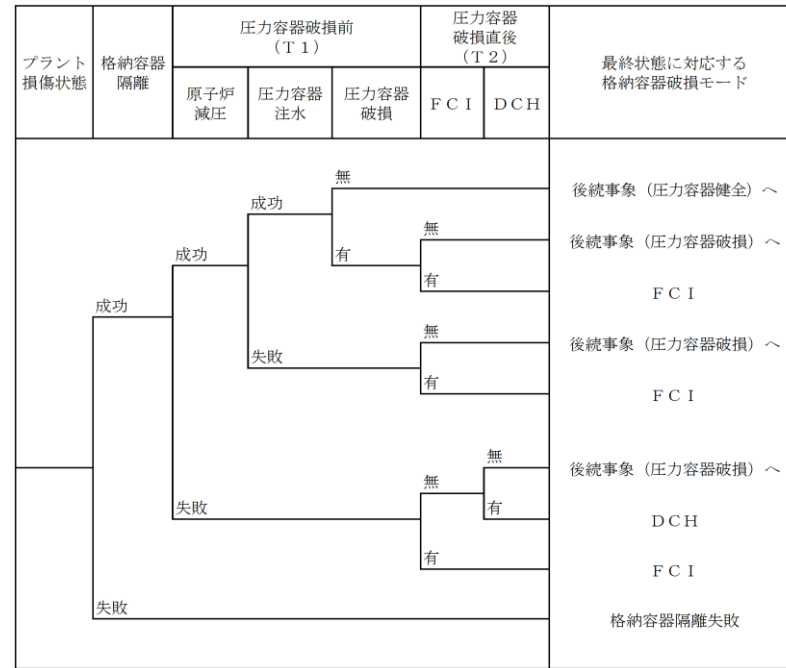 プラント
損傷状態
格納容器
隔離
圧力容器破損前
(T1)
圧力容器
破損直後
(T2)
最終状態に対応する
格納容器破損モード
原子炉
減圧
圧力容器
注水
圧力容器
破損
FCI
DCH
無
後続事象(圧力容器健全)へ
成功
無
後続事象(圧力容器破損)へ
成功
有
有
FCI
成功
無
後続事象(圧力容器破損)へ
失敗
有
FCI
無
後続事象(圧力容器破損)へ
無
失敗
有
DCH
有
FCI
失敗
格納容器隔離失敗